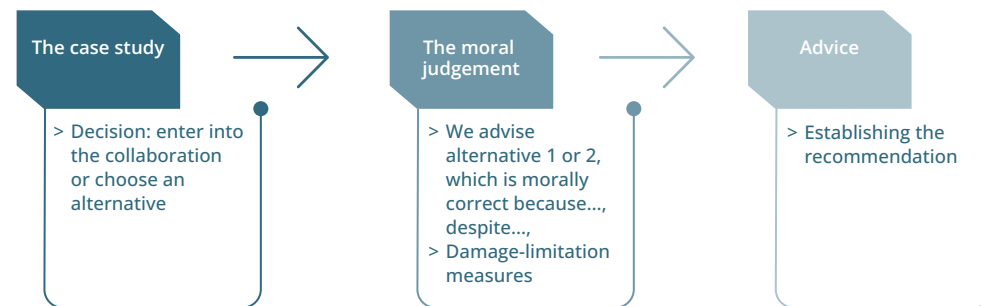 The case study
> Decision: enter into
the collaboration
or choose an
alternative
The moral
judgement
> We advise
alternative 1 or 2,
which is morally
correct because...,
despite...,
> Damage-limitation
measures
Advice
> Establishing the
recommendation